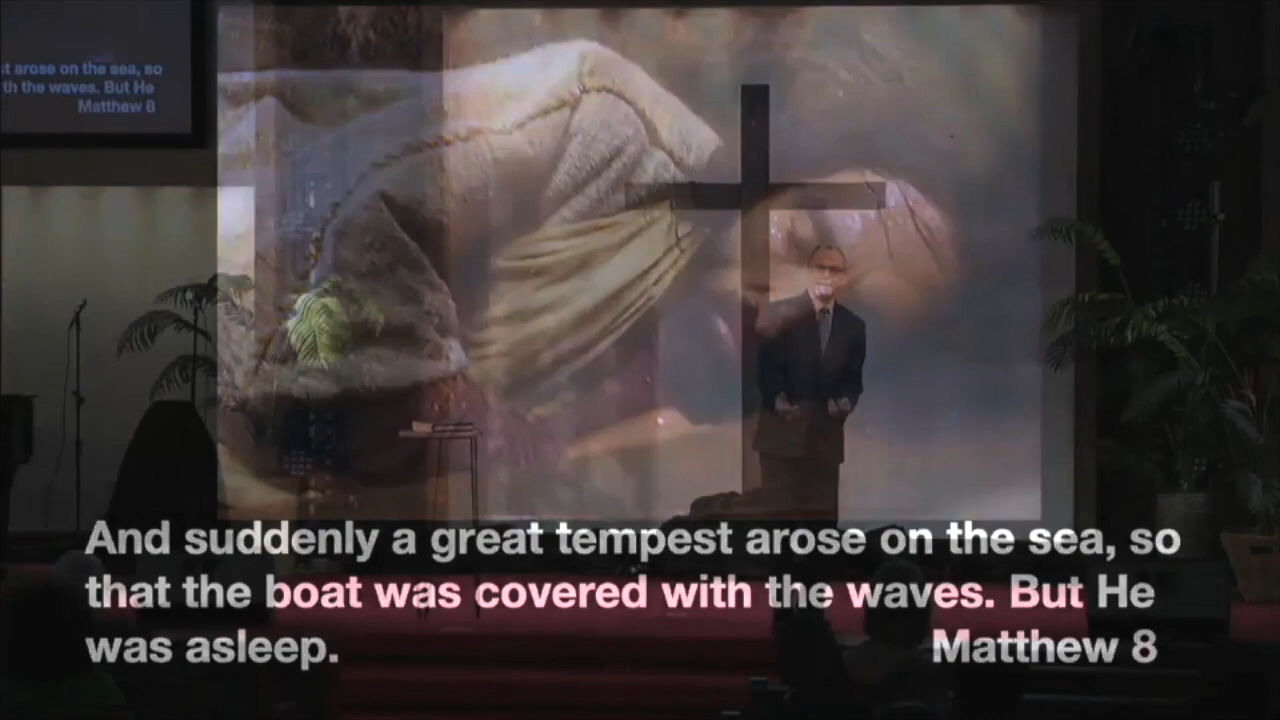 t arose on the sea, so
th the waves. But He
Matthew 8
And suddenly a great tempest arose on the sea, so
that the boat was covered with the waves. But He
was asleep. Matthew 8